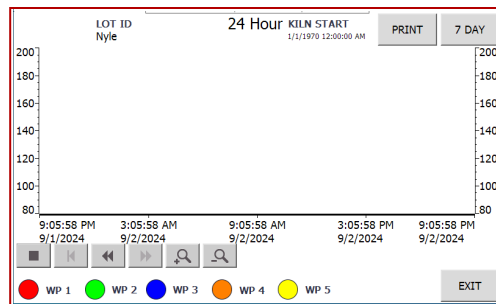 LOT ID 24 Hour KILN START PRINT 7 DAY
Nyle 1/1/1970 12:00:00 AM
200 200
180 180
160 160
140 140
120 120
100 100
80 80
9:05:58 PM 3:05:58 AM 9:05:58 AM 3:05:58 PM 9:05:58 PM
9/1/2024 9/2/2024 9/2/2024 9/2/2024 9/2/2024
WP 1 WP 2 WP 3 WP 4 WP 5 EXIT